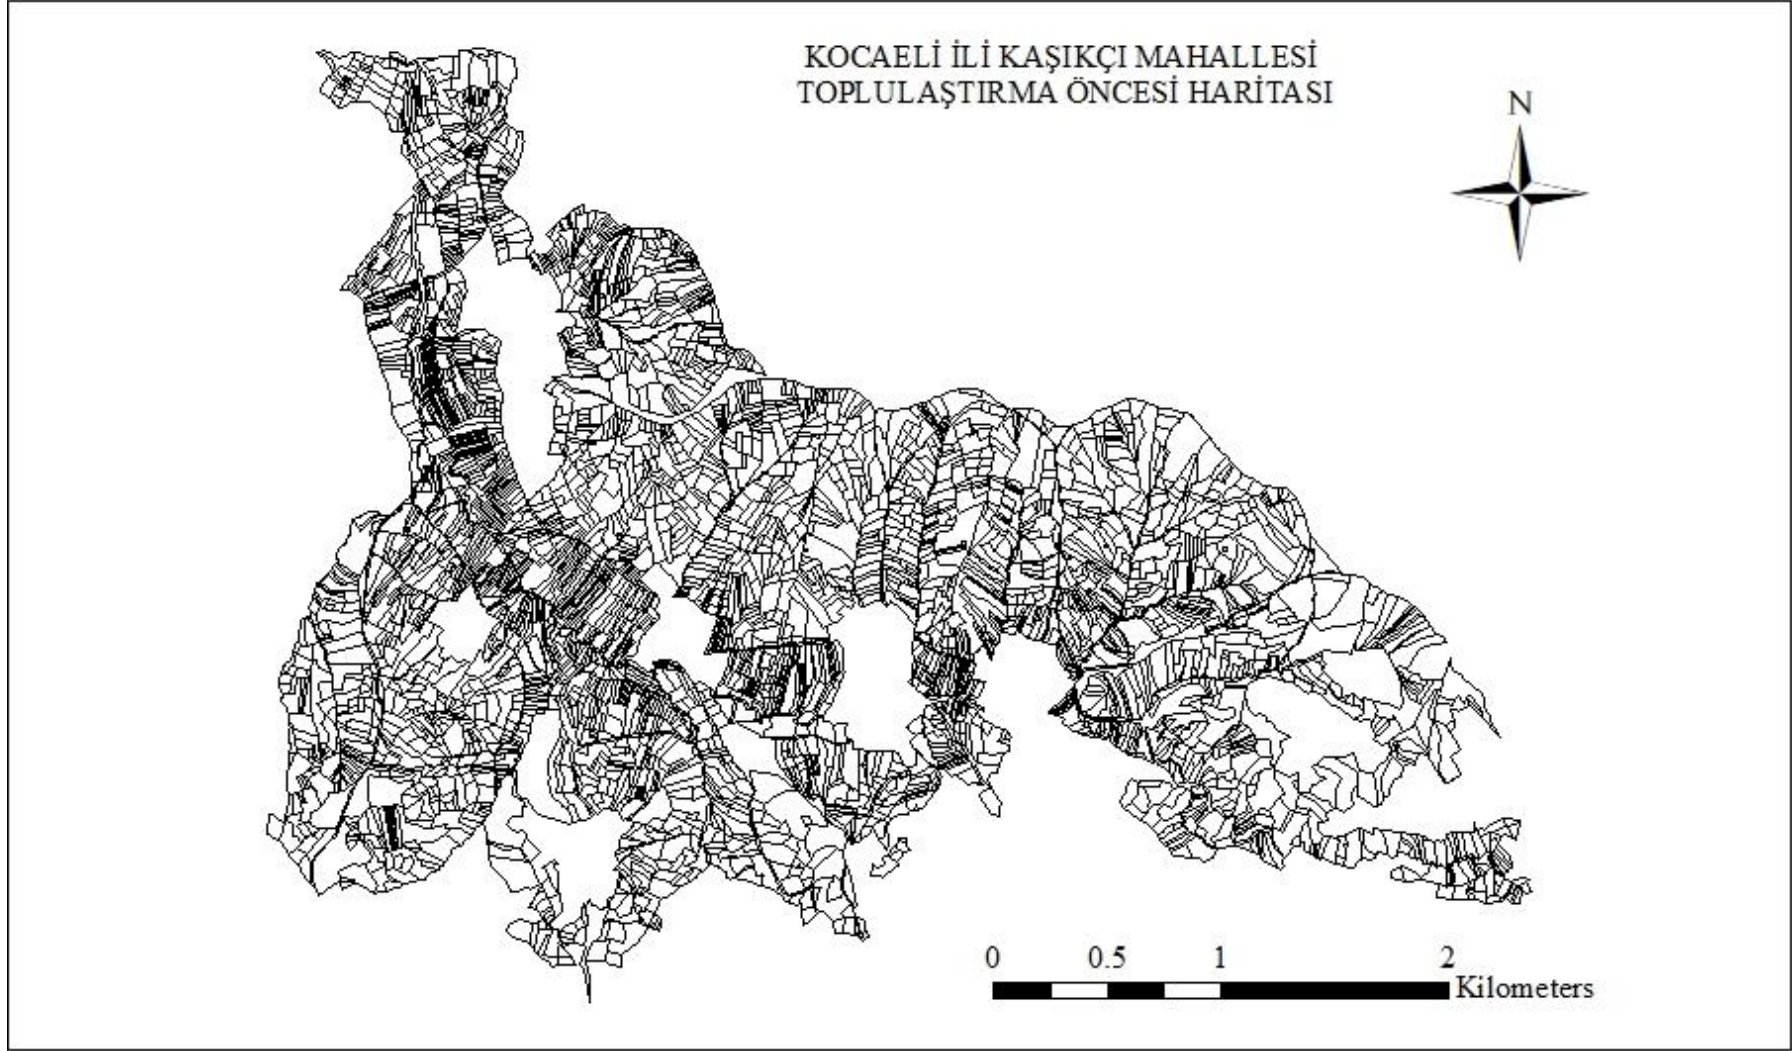 KOCAELİ İLİ KAŞIKÇI MAHALLESİ
TOPLULAŞTIRMA ÖNCESİ HARİTASI
N
0 0.5 1 2
Kilometers